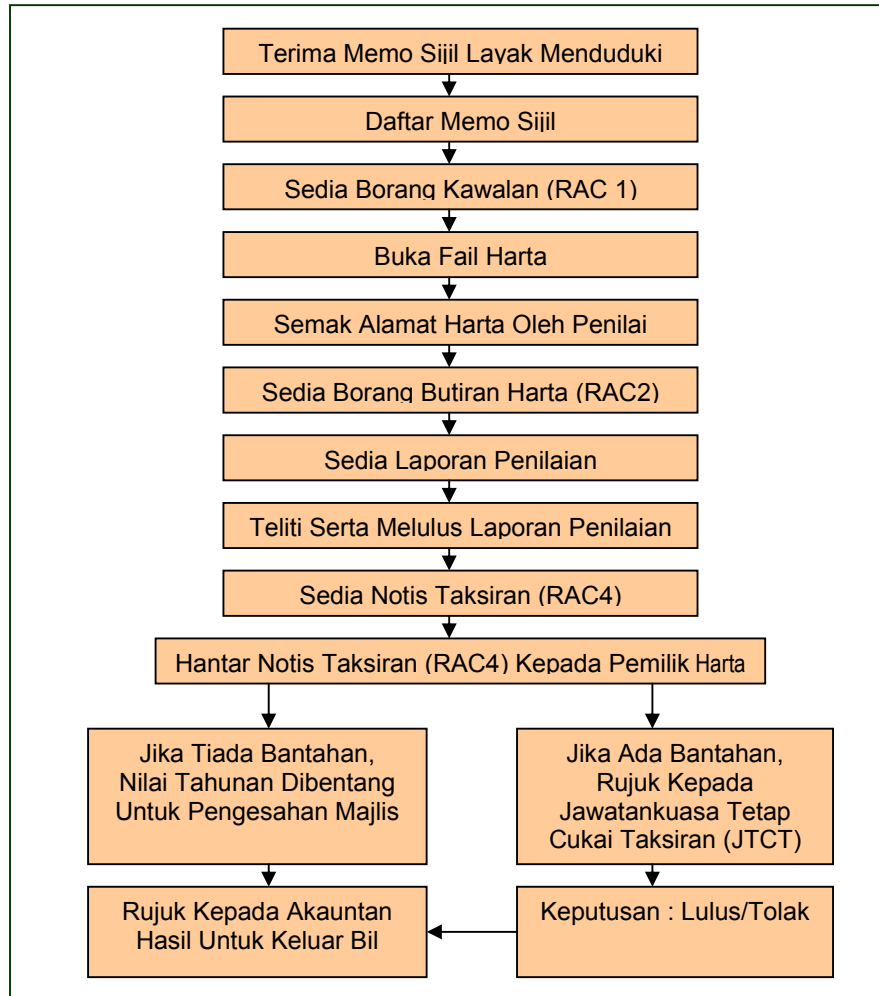 Terima Memo Sijil Layak Menduduki
Daftar Memo Sijil
Sedia Borang Kawalan (RAC 1)
Buka Fail Harta
Semak Alamat Harta Oleh Penilai
Sedia Borang Butiran Harta (RAC2)
Sedia Laporan Penilaian
Teliti Serta Melulus Laporan Penilaian
Sedia Notis Taksiran (RAC4)
Hantar Notis Taksiran (RAC4) Kepada Pemilik Harta
Jika Tiada Bantahan,
Nilai Tahunan Dibentang
Untuk Pengesahan Majlis
Jika Ada Bantahan,
Rujuk Kepada
Jawatankuasa Tetap
Cukai Taksiran (JTCT)
Rujuk Kepada Akauntan
Hasil Untuk Keluar Bil
Keputusan : Lulus/Tolak